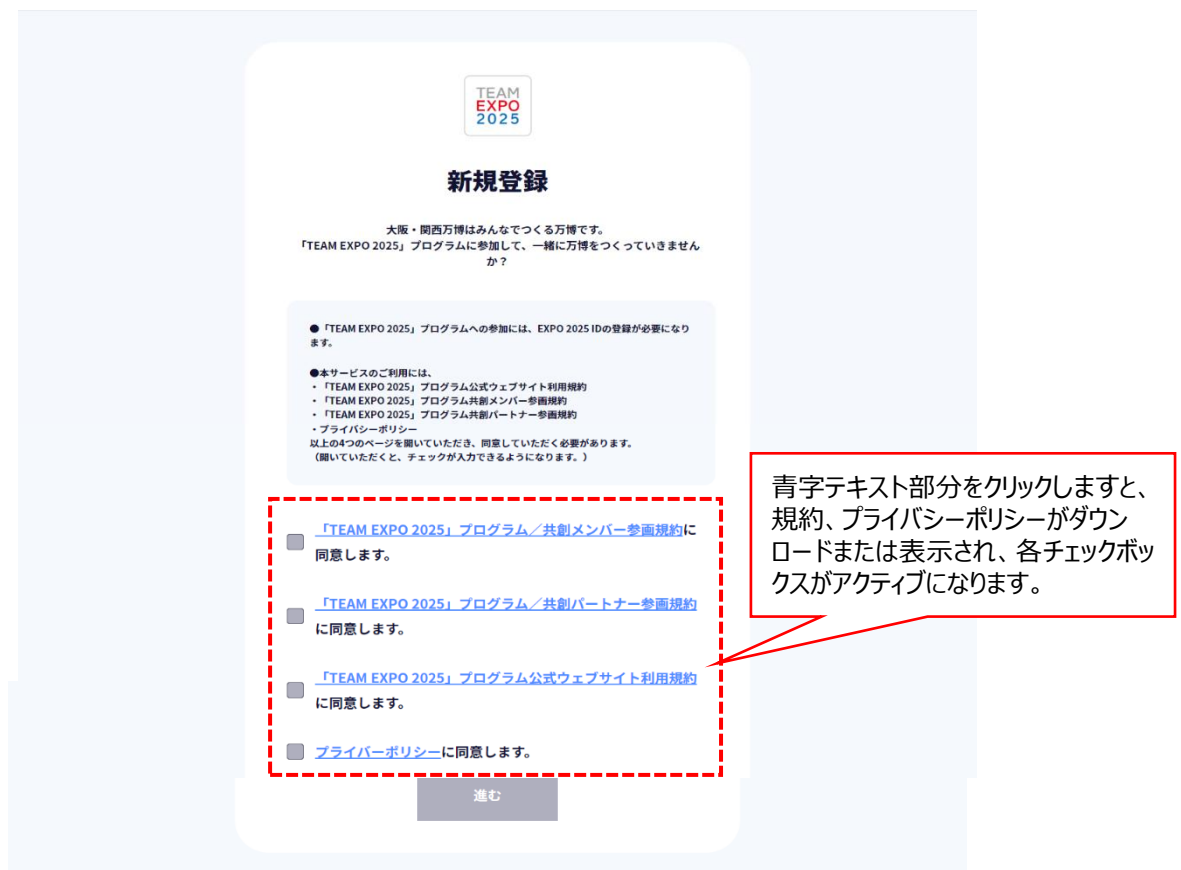 TEAM
EXPO
2025
新規登録
大阪・関西万博はみんなでつくる万博です。
「TEAM EXPO 2025」プログラムに参加して、一緒に万博をつくっていきません
か？
●「TEAM EXPO 2025」プログラムへの参加には、EXPO 2025 IDの登録が必要になり
ます。
●本サービスのご利用には、
・「TEAM EXPO 2025」プログラム公式ウェブサイト利用規約
・「TEAM EXPO 2025」プログラム共創メンバー参画規約
・「TEAM EXPO 2025」プログラム共創パートナー参画規約
・プライバシーポリシー
以上の4つのページを開いていただき、同意していただく必要があります。
（開いていただくと、チェックが入力できるようになります。）
「TEAM EXPO 2025」プログラム／共創メンバー参画規約に
同意します。
「TEAM EXPO 2025」プログラム／共創パートナー参画規約
に同意します。
「TEAM EXPO 2025」プログラム公式ウェブサイト利用規約
に同意します。
プライバーポリシーに同意します。
進む
青字テキスト部分をクリックしますと、
規約、プライバシーポリシーがダウン
ロードまたは表示され、各チェックボッ
クスがアクティブになります。